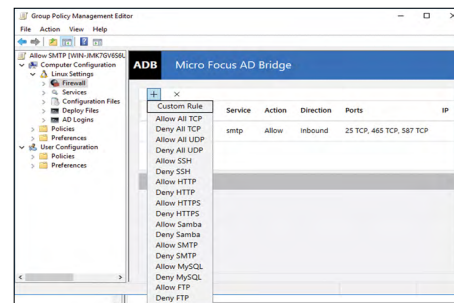 Group Policy Management Editor
File Action View Help
Allow SMTP [WIN-JMK7GV6S6L
Computer Configuration
Linux Settings
Firewall
Services
Configuration Files
Deploy Files
AD Logins
Policies
Preferences
User Configuration
Policies
Preferences
ADB Micro Focus AD Bridge
Service Action Direction Ports IP
smtp Allow Inbound 25 TCP, 465 TCP, 587 TCP
Custom Rule
Allow All TCP
Deny All TCP
Allow All UDP
Deny All UDP
Allow SSH
Deny SSH
Allow HTTP
Deny HTTP
Allow HTTPS
Deny HTTPS
Allow Samba
Deny Samba
Allow SMTP
Deny SMTP
Allow MySQL
Deny MySQL
Allow FTP
Deny FTP